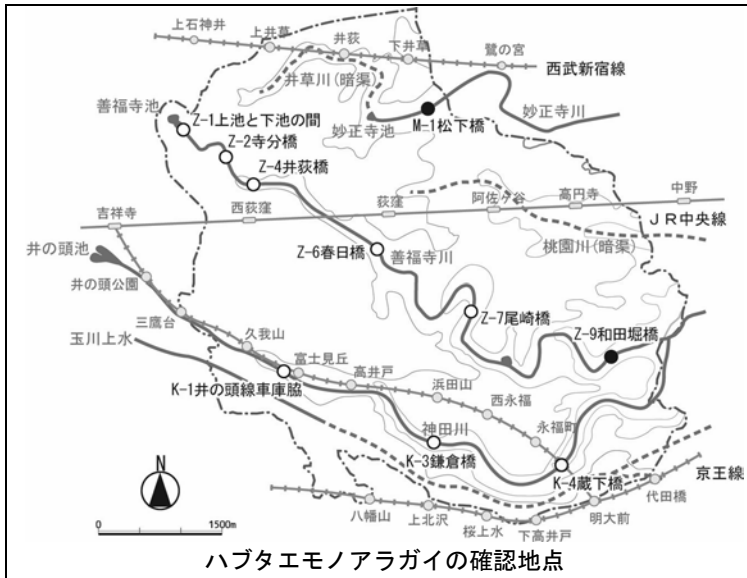 上石神井
上井草
井荻
下井草
鷺の宮
西武新宿線
井草川(暗渠)
善福寺池
Z-1上池と下池の間
妙正寺池
M-1松下橋
妙正寺川
Z-2寺分橋
Z-4井荻橋
吉祥寺
西荻窪
荻窪
阿佐ヶ谷
高円寺
中野
JR中央線
井の頭池
井の頭公園
Z-6春日橋
善福寺川
桃園川(暗渠)
三鷹台
玉川上水
久我山
Z-7尾崎橋
Z-9和田堀橋
富士見丘
高井戸
K-1井の頭線車庫脇
浜田山
西永福
神田川
永福町
K-3鎌倉橋
K-4蔵下橋
京王線
N
代田橋
八幡山
上北沢
桜上水
下高井戸
明大前
0 1500m
ハブタエモノアラガイの確認地点